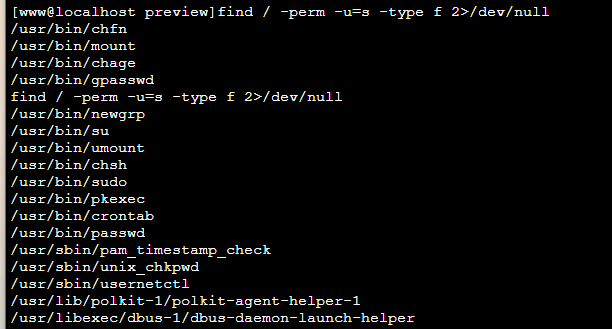 [www@localhost preview]find / -perm -u=s -type f 2>/dev/null
/usr/bin/chfn
/usr/bin/mount
/usr/bin/chage
/usr/bin/gpasswd
find / -perm -u=s -type f 2>/dev/null
/usr/bin/newgrp
/usr/bin/su
/usr/bin/umount
/usr/bin/chsh
/usr/bin/sudo
/usr/bin/pkexec
/usr/bin/crontab
/usr/bin/passwd
/usr/sbin/pam_timestamp_check
/usr/sbin/unix_chkpwd
/usr/sbin/usernetctl
/usr/lib/polkit-1/polkit-agent-helper-1
/usr/libexec/dbus-1/dbus-daemon-launch-helper